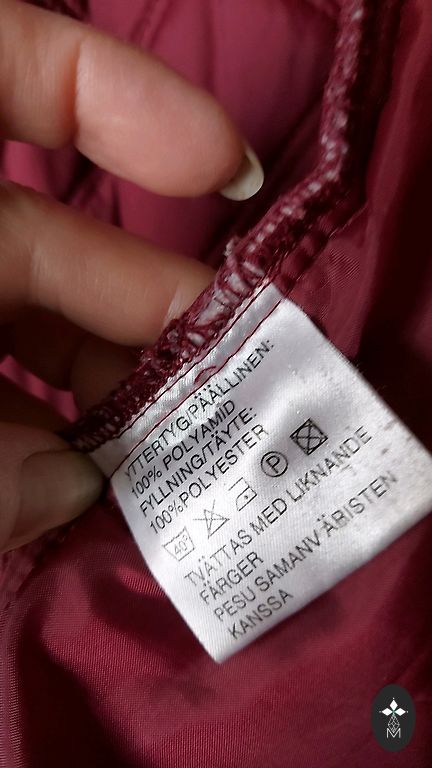 YTTERTYG/PÄÄLLINEN:
100% POLYAMID
FYLLNING/TÄYTE:
100%POLYESTER
40° P
TVÄTTAS MED LIKNANDE
FÄRGER
PESU SAMANVÄRISTEN
KANSSA
M